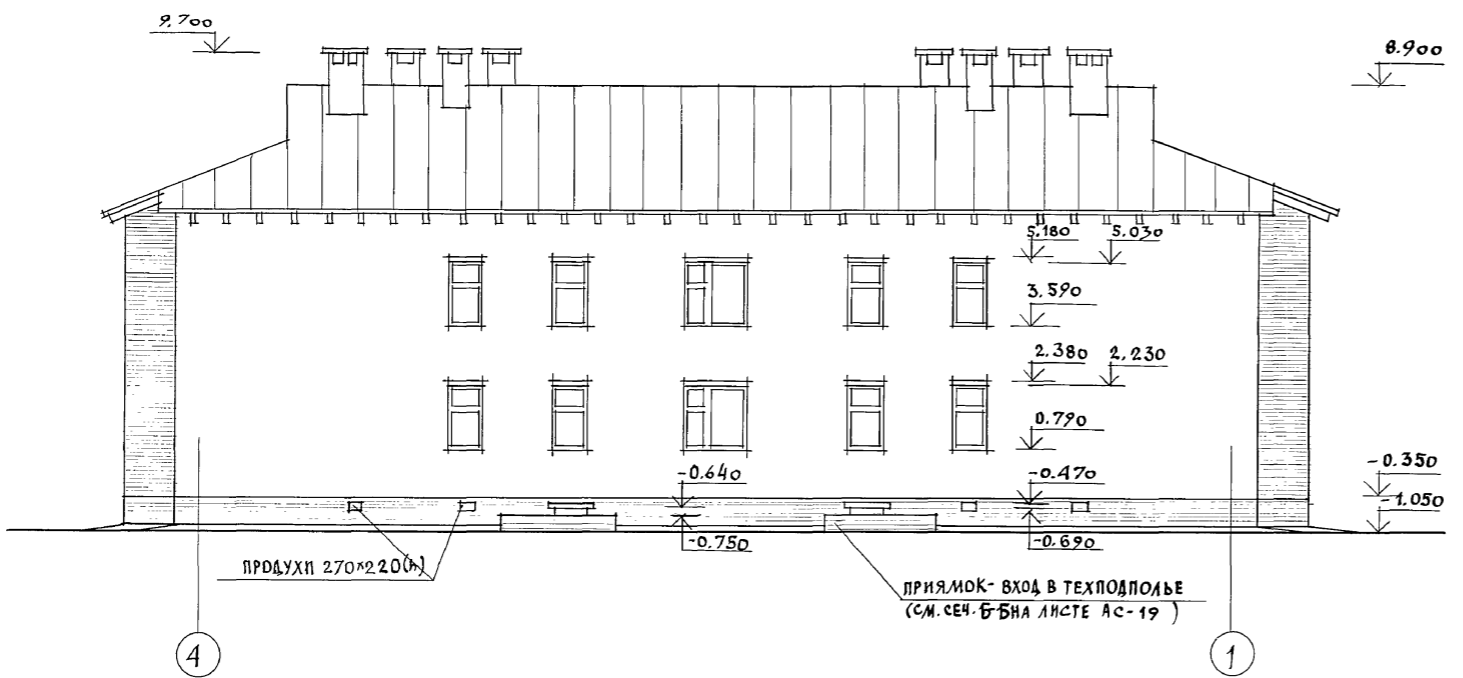 9.700
8.900
5.180 5.030
3.590
2.380 2.230
0.790
-0.640 -0.470 -0.350
-1.050
-0.750 -0.690
ПРОДУХИ 270×220(h)
ПРИЯМОК- ВХОД В ТЕХПОДПОЛЬЕ
(СМ. СЕЧ. Б-Б НА ЛИСТЕ АС-19 )
4 1